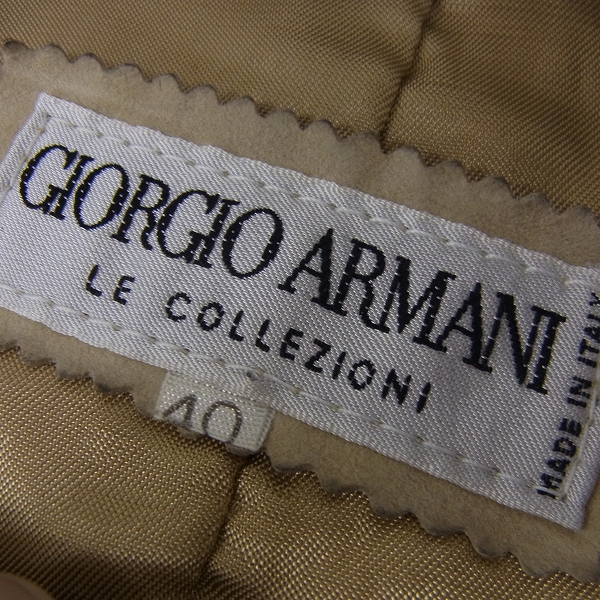 GIORGIO ARMANI
LE COLLEZIONI
MADE IN ITALY
40